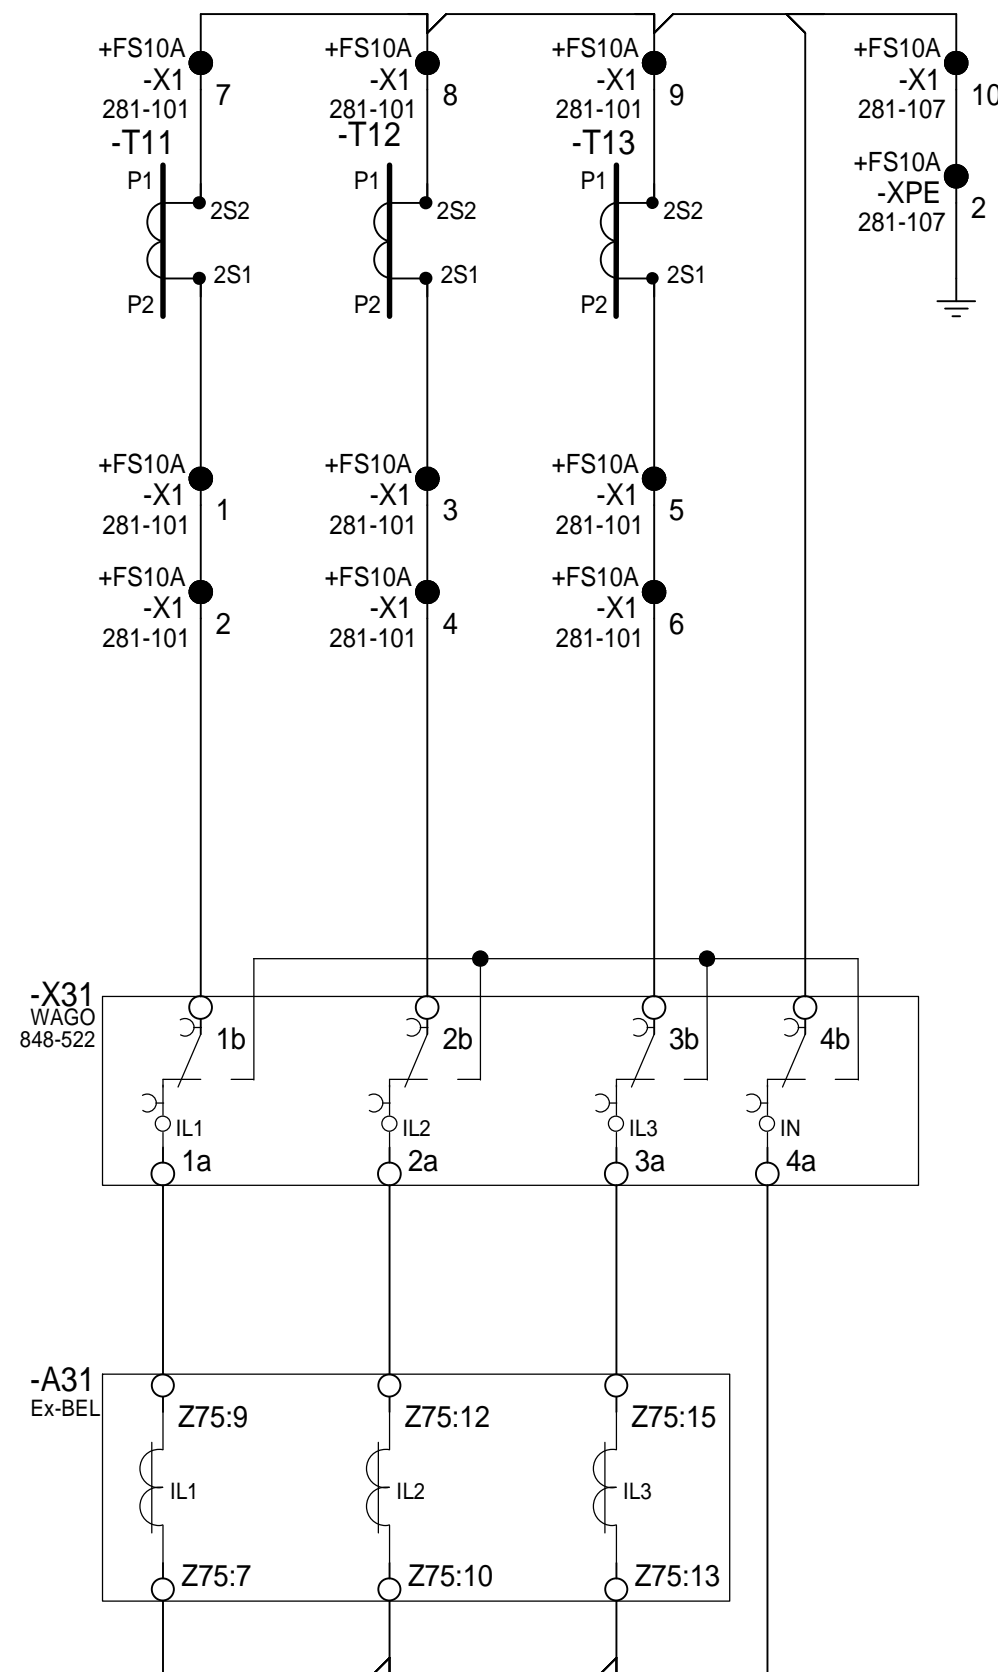 +FS10A
-X1
281-101
7
+FS10A
-X1
281-101
8
+FS10A
-X1
281-101
9
+FS10A
-X1
281-107
10
-T11
P1
2S2
2S1
P2
-T12
P1
2S2
2S1
P2
-T13
P1
2S2
2S1
P2
+FS10A
-XPE
281-107
2
+FS10A
-X1
281-101
1
+FS10A
-X1
281-101
3
+FS10A
-X1
281-101
5
+FS10A
-X1
281-101
2
+FS10A
-X1
281-101
4
+FS10A
-X1
281-101
6
-X31
WAGO
848-522
1b
2b
3b
4b
IL1
IL2
IL3
IN
1a
2a
3a
4a
-A31
Ex-BEL
Z75:9
Z75:12
Z75:15
IL1
IL2
IL3
Z75:7
Z75:10
Z75:13